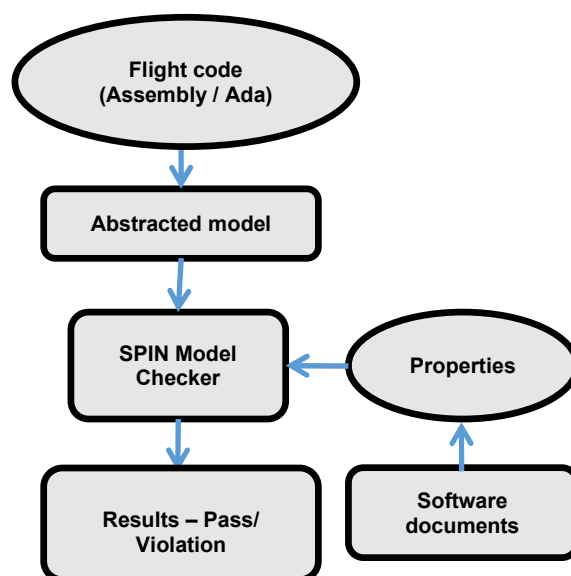 Flight code
(Assembly / Ada)
Abstracted model
SPIN Model
Checker
Properties
Results – Pass/
Violation
Software
documents